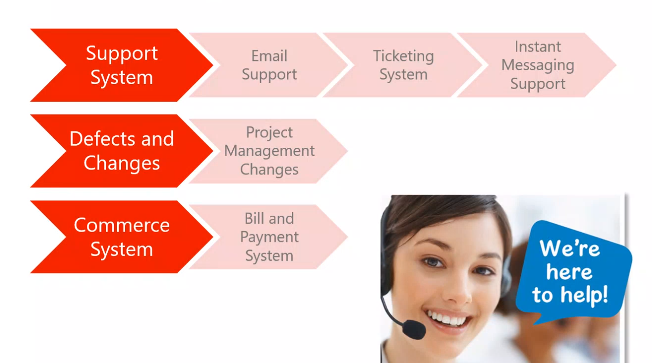 Support
System
Email
Support
Ticketing
System
Instant
Messaging
Support
Defects and
Changes
Project
Management
Changes
Commerce
System
Bill and
Payment
System
We're
here
to help!